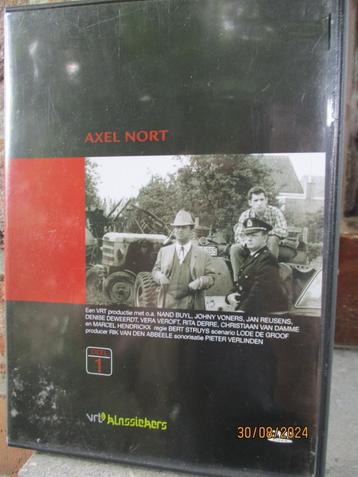 AXEL NORT
Een VRT productie met o.a. NAND BUYL, JOHNY VONERS, JAN REUSENS,
DENISE DEWEERDT, VERA VEROFT, RITA DERRE, CHRISTIAAN VAN DAMME
en MARCEL HENDRICKX regie BERT STRUYS scenario LODE DE GROOF
producer RIK VAN DEN ABBEELE sonorisatie PIETER VERLINDEN
DEEL
1
vrt klassiekers
30/08/2024